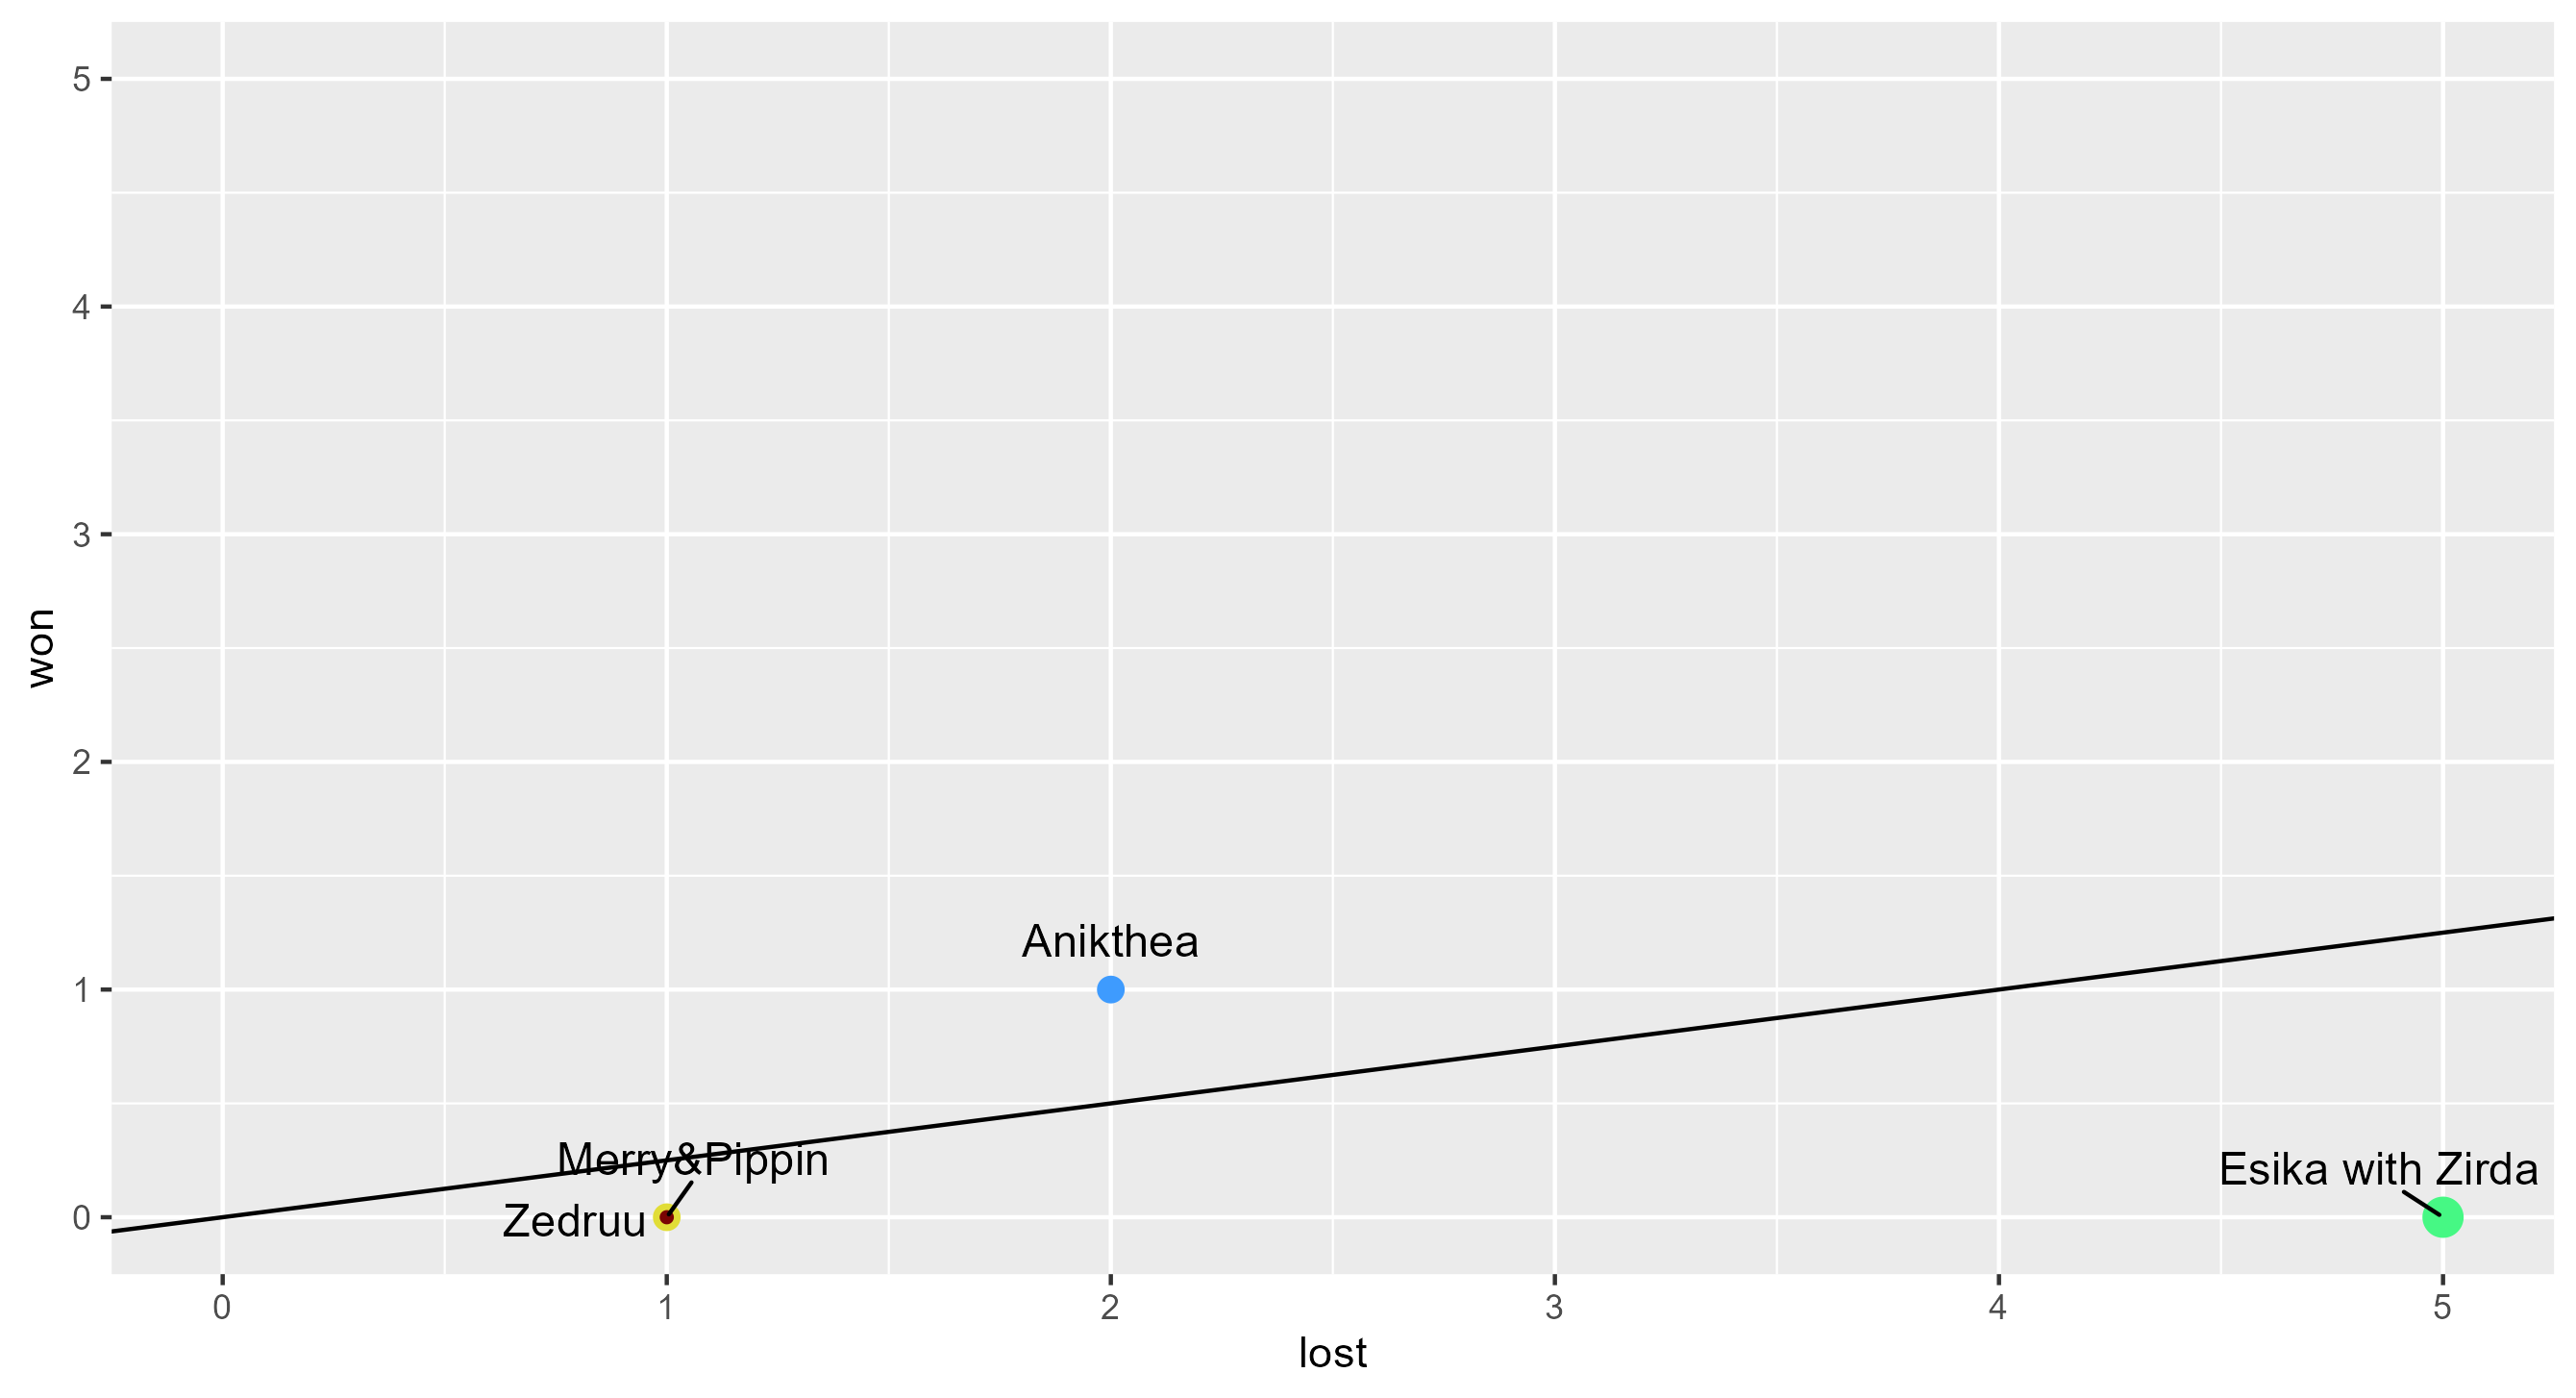 5
4
3
2
1
0
won
Anikthea
Merry&Pippin
Zedruu
Esika with Zirda
0 1 2 3 4 5
lost